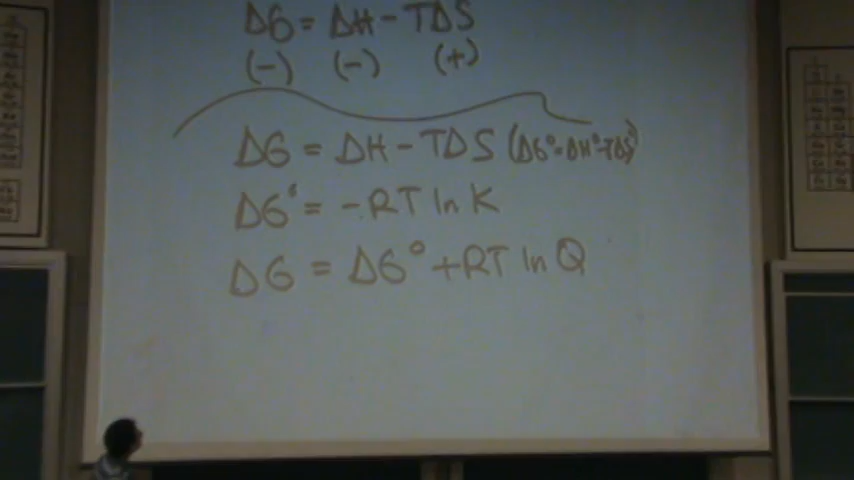 ΔG = ΔH - TΔS
(-) (-) (+)
ΔG = ΔH - TΔS (ΔG° = ΔH° - TΔS°)
ΔG° = -RT ln K
ΔG = ΔG° + RT ln Q